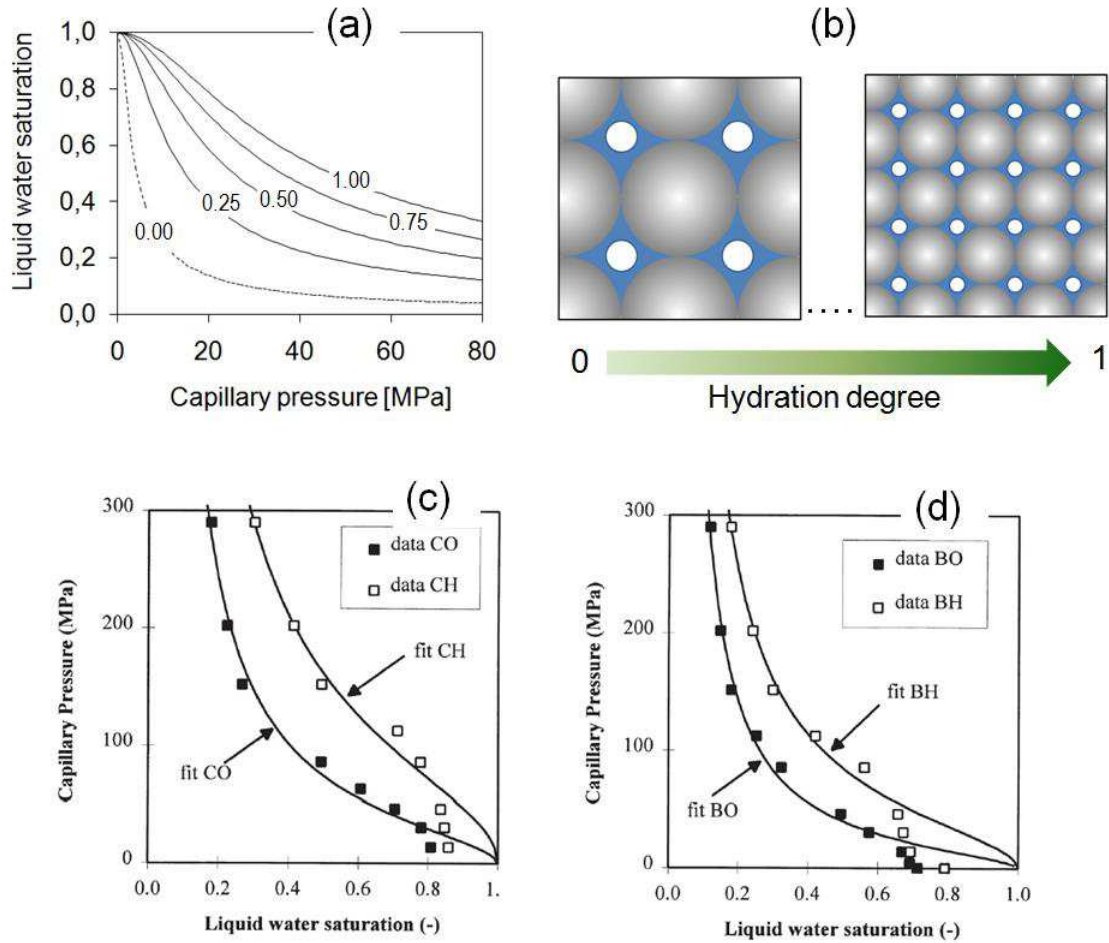 (a)
Liquid water saturation
1,0
0,8
0,6
0,4
0,2
0,0
0.00
0.25
0.50
0.75
1.00
0 20 40 60 80
Capillary pressure [MPa]
(b)
....
0 1
Hydration degree
(c)
Capillary Pressure (MPa)
300
200
100
0
data CO
data CH
fit CH
fit CO
0.0 0.2 0.4 0.6 0.8 1.
Liquid water saturation (-)
(d)
Capillary Pressure (MPa)
300
200
100
0
data BO
data BH
fit BH
fit BO
0.0 0.2 0.4 0.6 0.8 1.0
Liquid water saturation (-)